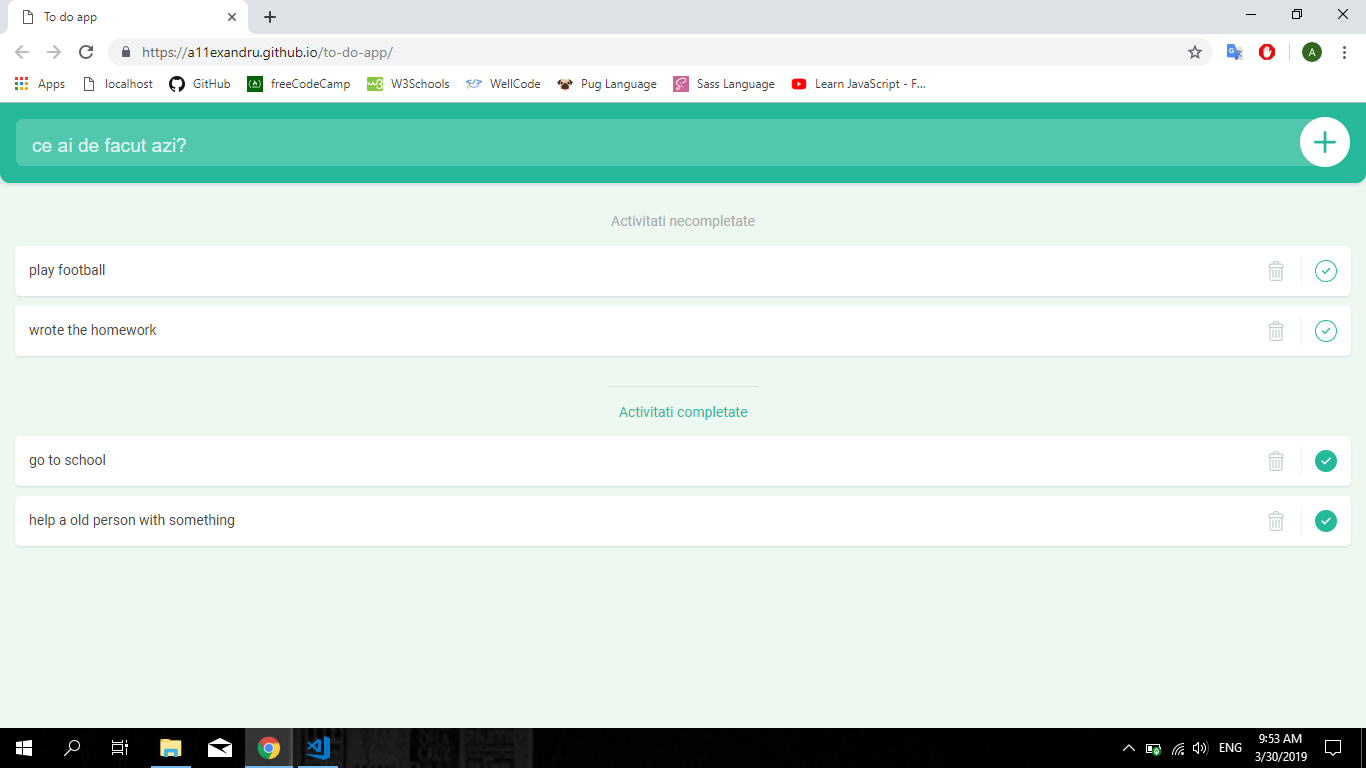 To do app
https://a11exandru.github.io/to-do-app/
A
Apps localhost GitHub freeCodeCamp W3Schools WellCode Pug Language Sass Language Learn JavaScript - F...
ce ai de facut azi?
Activitati necompletate
play football
wrote the homework
Activitati completate
go to school
help a old person with something
ENG
9:53 AM
3/30/2019